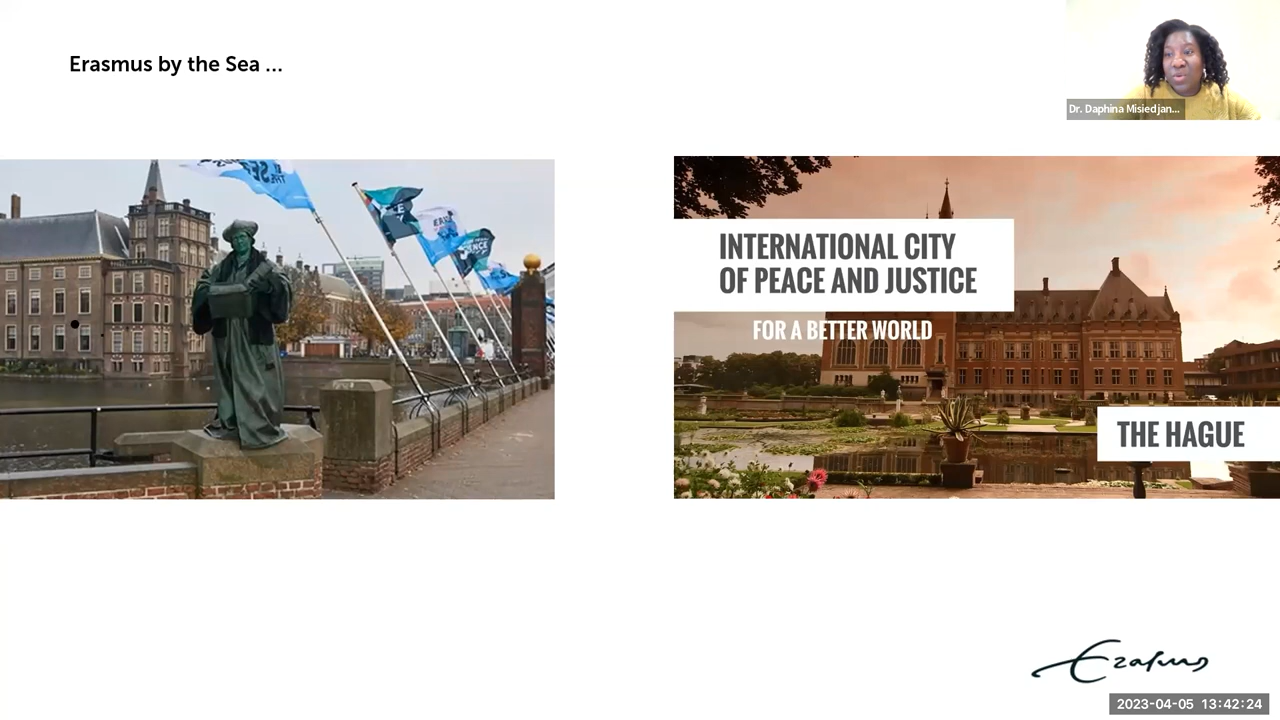 Erasmus by the Sea ...
Dr. Daphina Misiedjan...
INTERNATIONAL CITY
OF PEACE AND JUSTICE
FOR A BETTER WORLD
THE HAGUE
Erasmus
2023-04-05 13:42:24